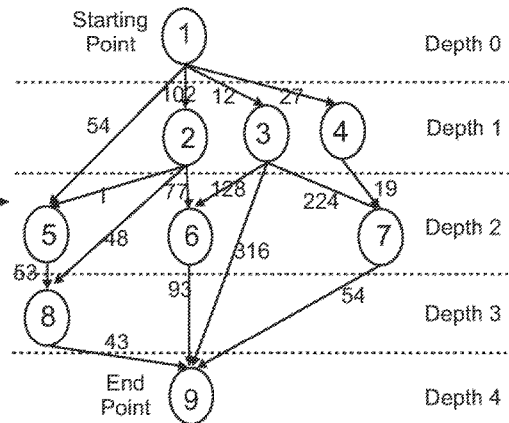 Starting
Point
1
Depth 0
102
12
27
54
2
3
4
Depth 1
1
77
128
224
19
5
48
6
316
7
Depth 2
53
93
54
8
Depth 3
43
End
Point
9
Depth 4